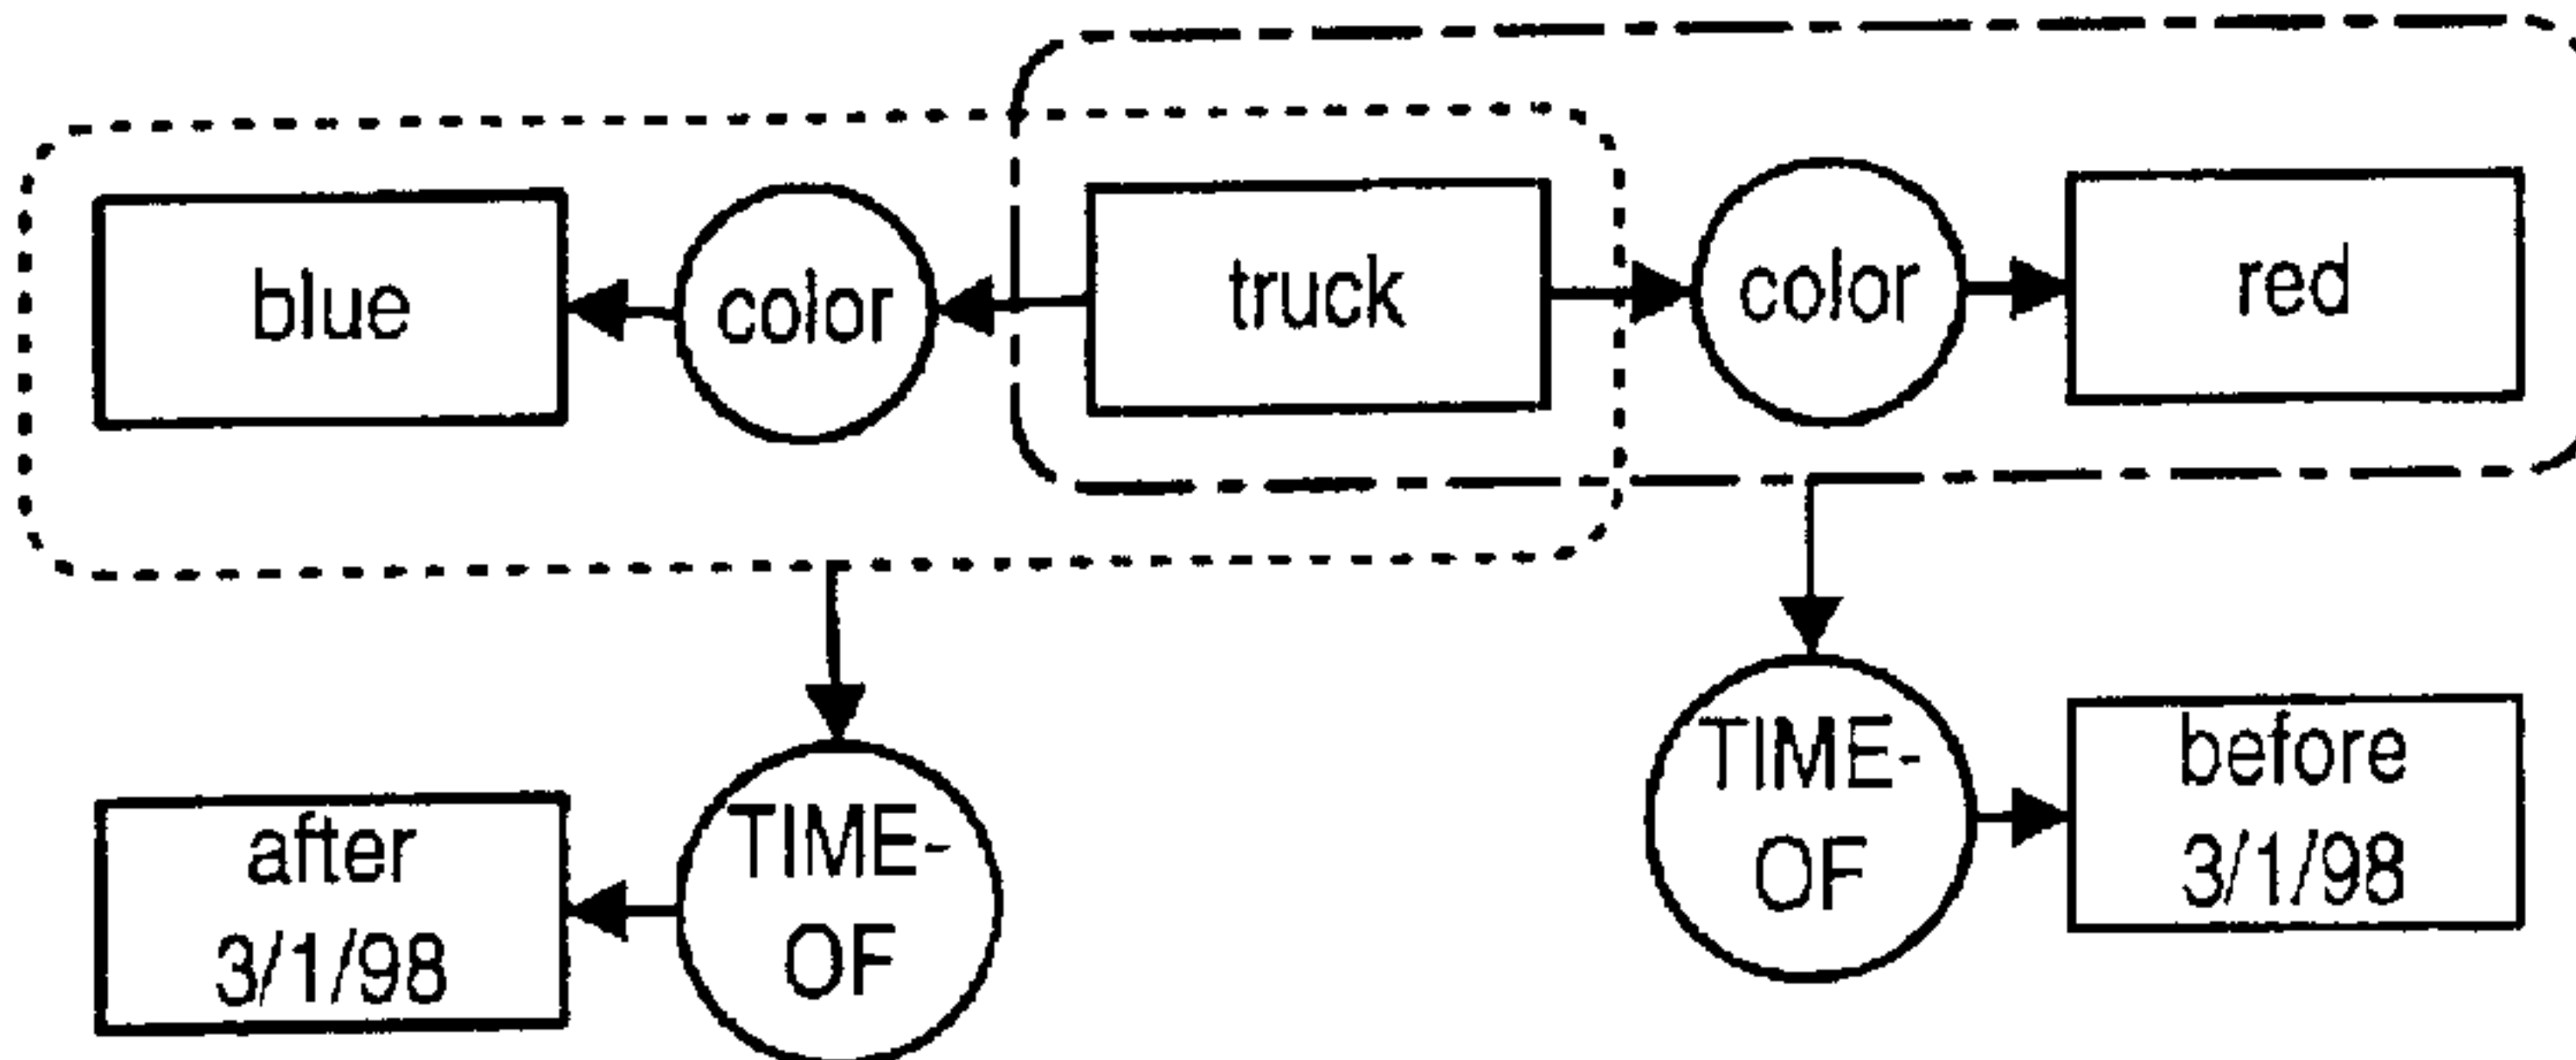 blue
color
truck
color
red
TIME-
OF
before
3/1/98
after
3/1/98
TIME-
OF